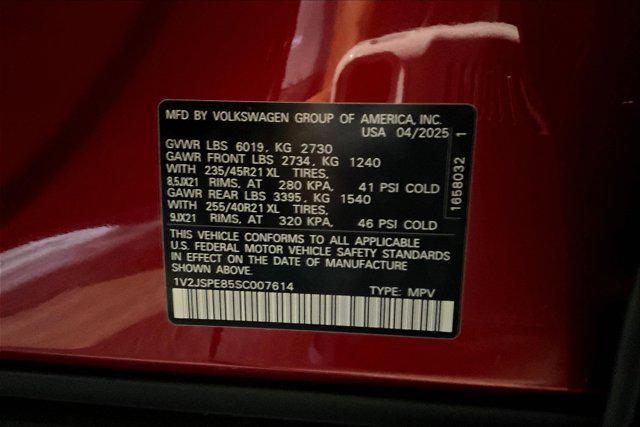 MFD BY VOLKSWAGEN GROUP OF AMERICA, INC.
USA 04/2025
GVWR LBS 6019, KG 2730
GAWR FRONT LBS 2734, KG 1240
WITH 235/45R21 XL TIRES,
8,5JX21 RIMS, AT 280 KPA, 41 PSI COLD
GAWR REAR LBS 3395, KG 1540
WITH 255/40R21 XL TIRES,
9JX21 RIMS, AT 320 KPA, 46 PSI COLD
THIS VEHICLE CONFORMS TO ALL APPLICABLE
U.S. FEDERAL MOTOR VEHICLE SAFETY STANDARDS
IN EFFECT ON THE DATE OF MANUFACTURE
SHOWN ABOVE.
1V2JSPE85SC007614 TYPE: MPV
1658032 1